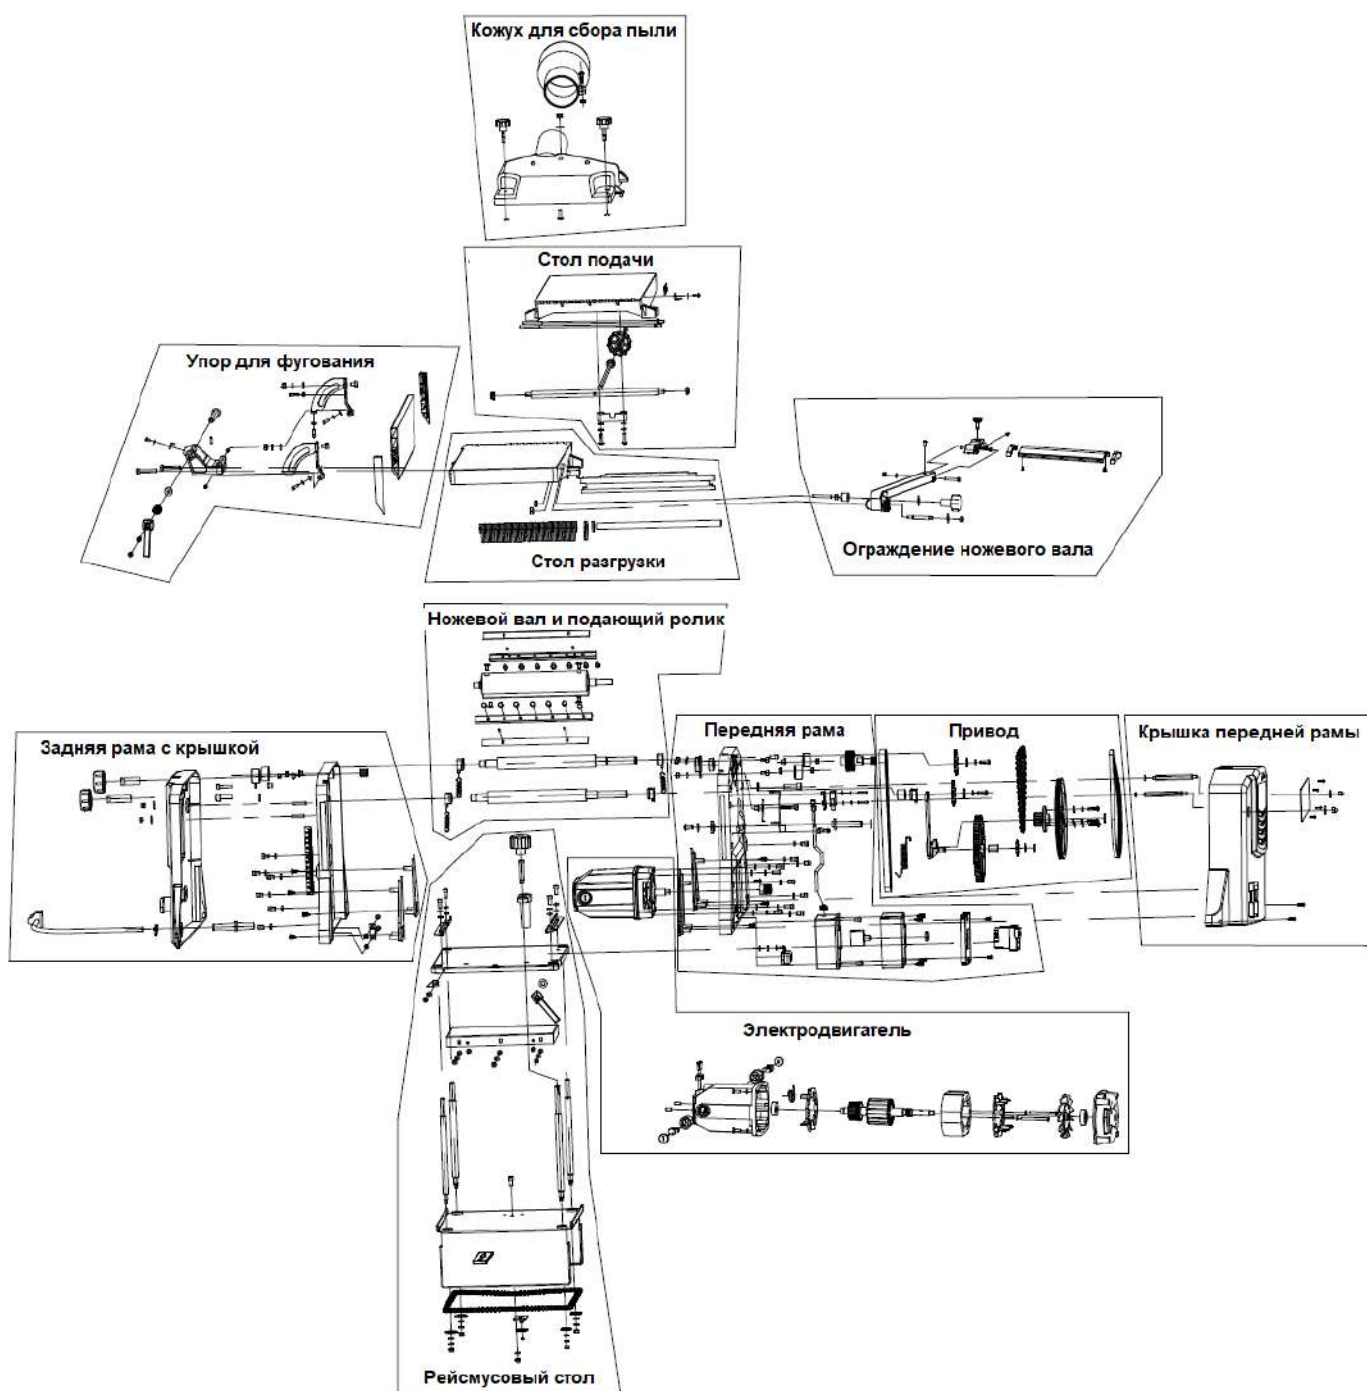 Кожух для сбора пыли
Стол подачи
Упор для фугования
Стол разгрузки
Ограждение ножевого вала
Ножевой вал и подающий ролик
Задняя рама с крышкой
Передняя рама
Привод
Крышка передней рамы
Электродвигатель
Рейсмусовый стол